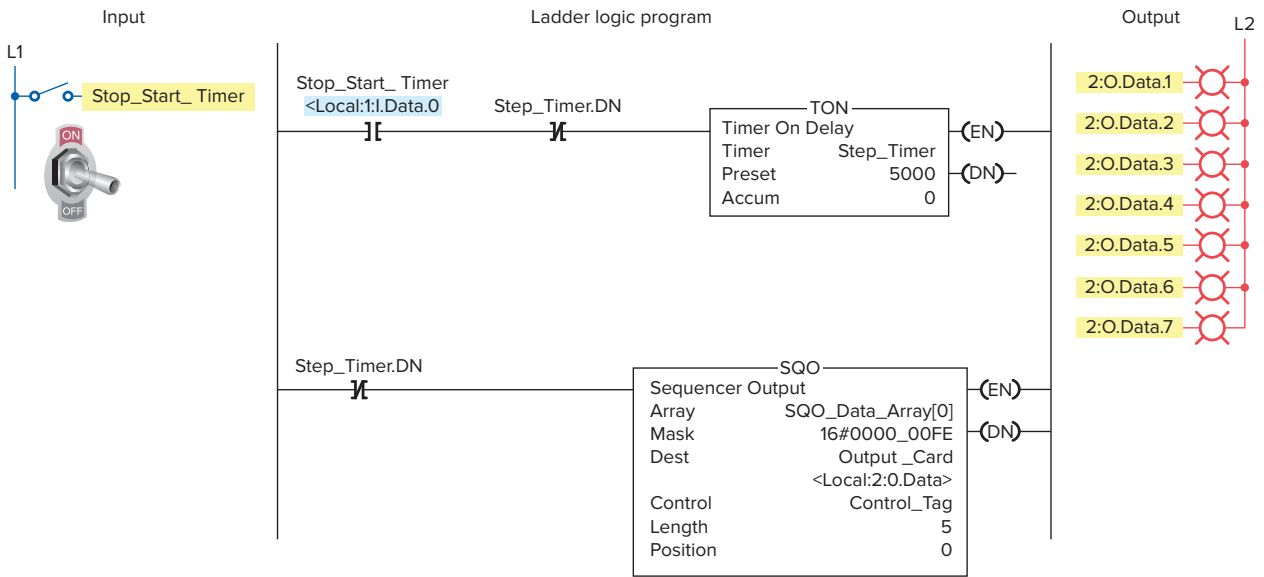 Input
Ladder logic program
Output
L2
L1
Stop_Start_ Timer
ON
OFF
Stop_Start_ Timer
<Local:1:I.Data.0
Step_Timer.DN
TON
Timer On Delay
Timer Step_Timer
Preset 5000
Accum 0
EN
DN
2:O.Data.1
2:O.Data.2
2:O.Data.3
2:O.Data.4
2:O.Data.5
2:O.Data.6
2:O.Data.7
Step_Timer.DN
SQO
Sequencer Output
Array SQO_Data_Array[0]
Mask 16#0000_00FE
Dest Output _Card
<Local:2:0.Data>
Control Control_Tag
Length 5
Position 0
EN
DN